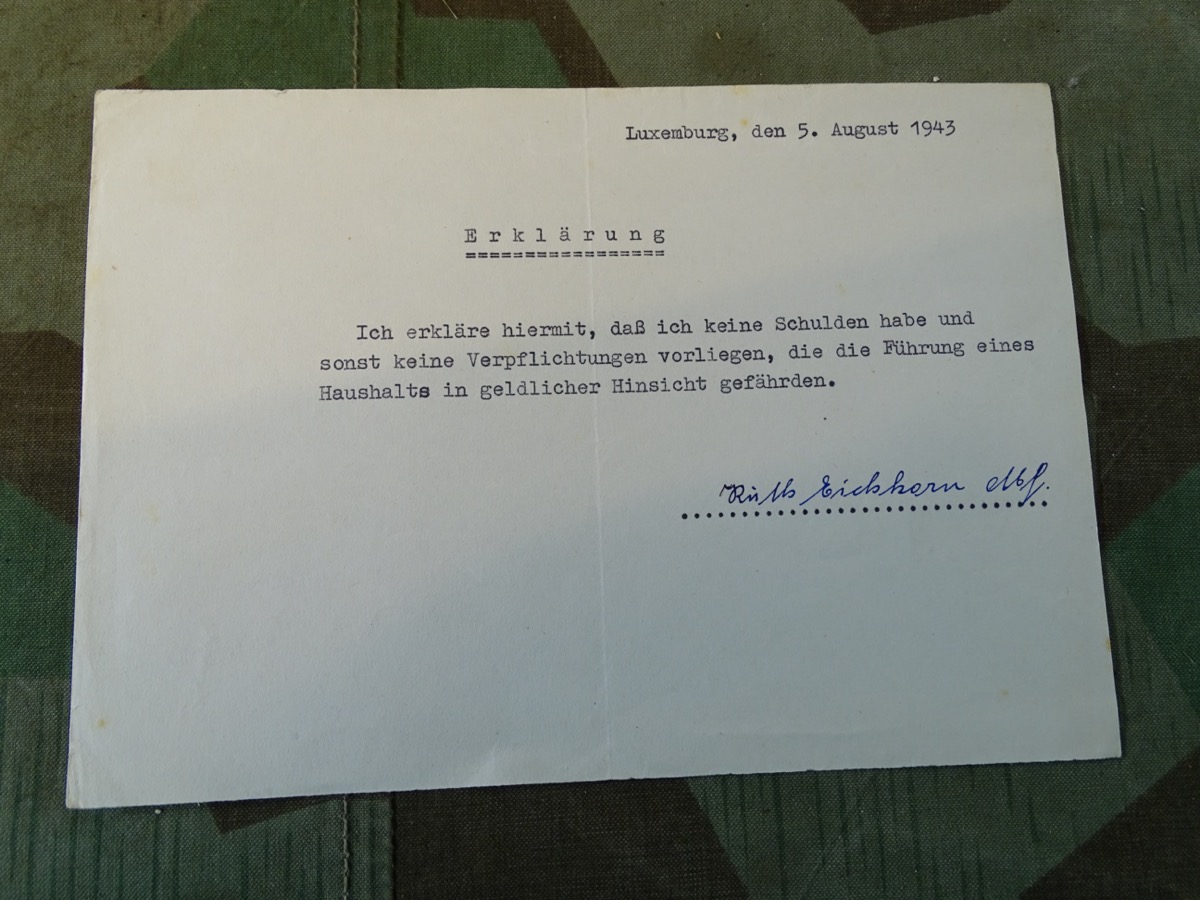 Luxemburg, den 5. August 1943
Erklärung
Ich erkläre hiermit, daß ich keine Schulden habe und
sonst keine Verpflichtungen vorliegen, die die Führung eines
Haushalts in geldlicher Hinsicht gefährden.
Ruth Eichhorn